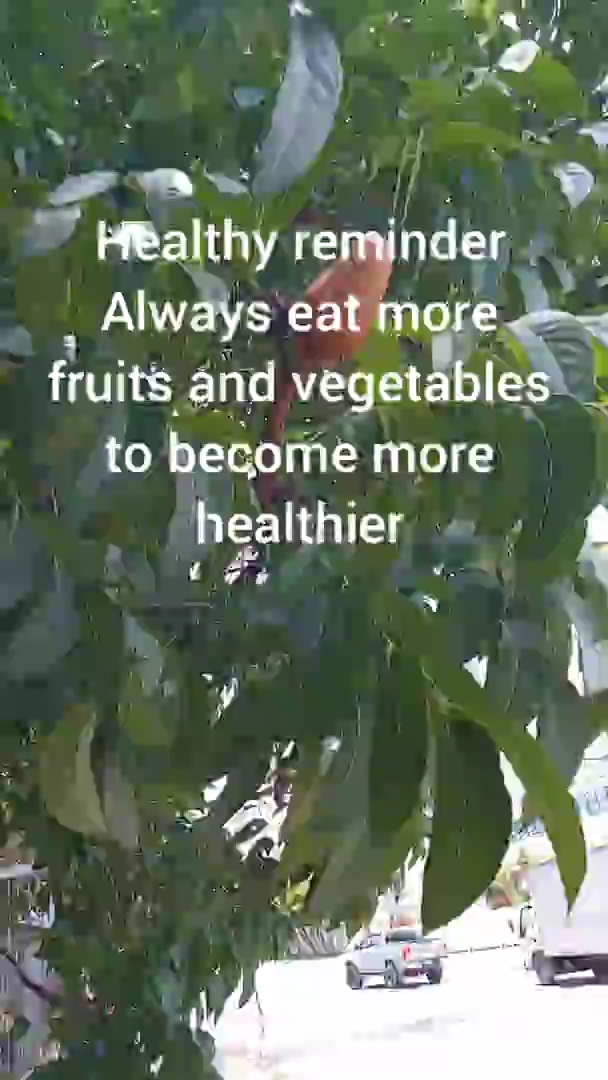 Healthy reminder
Always eat more
fruits and vegetables
to become more
healthier